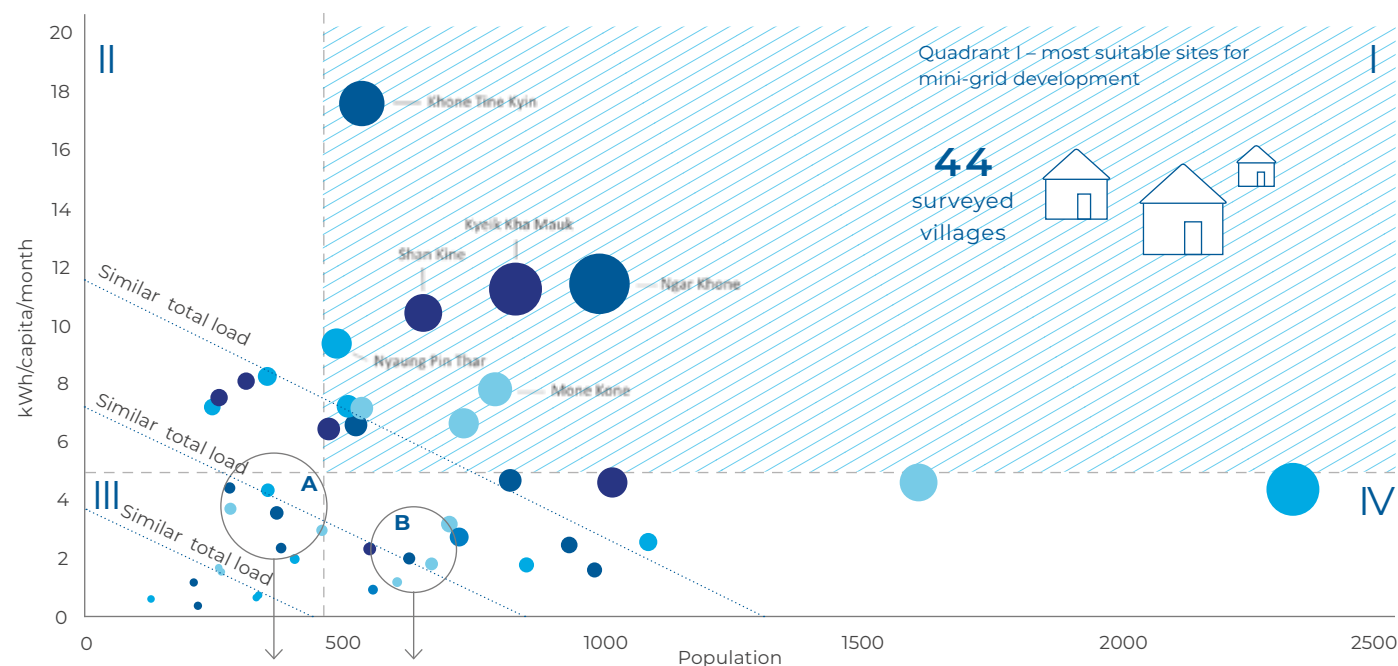 20
18
16
14
12
10
8
6
4
2
0
kWh/capita/month
II
I
III
IV
Quadrant I – most suitable sites for
mini-grid development
44
surveyed
villages
Khone Tine Kyin
Kyeik Kha Mauk
Shan Kine
Ngar Khone
Nyaung Pin Thar
Mone Kone
Similar total load
Similar total load
Similar total load
A
B
0
500
1000
1500
2000
2500
Population